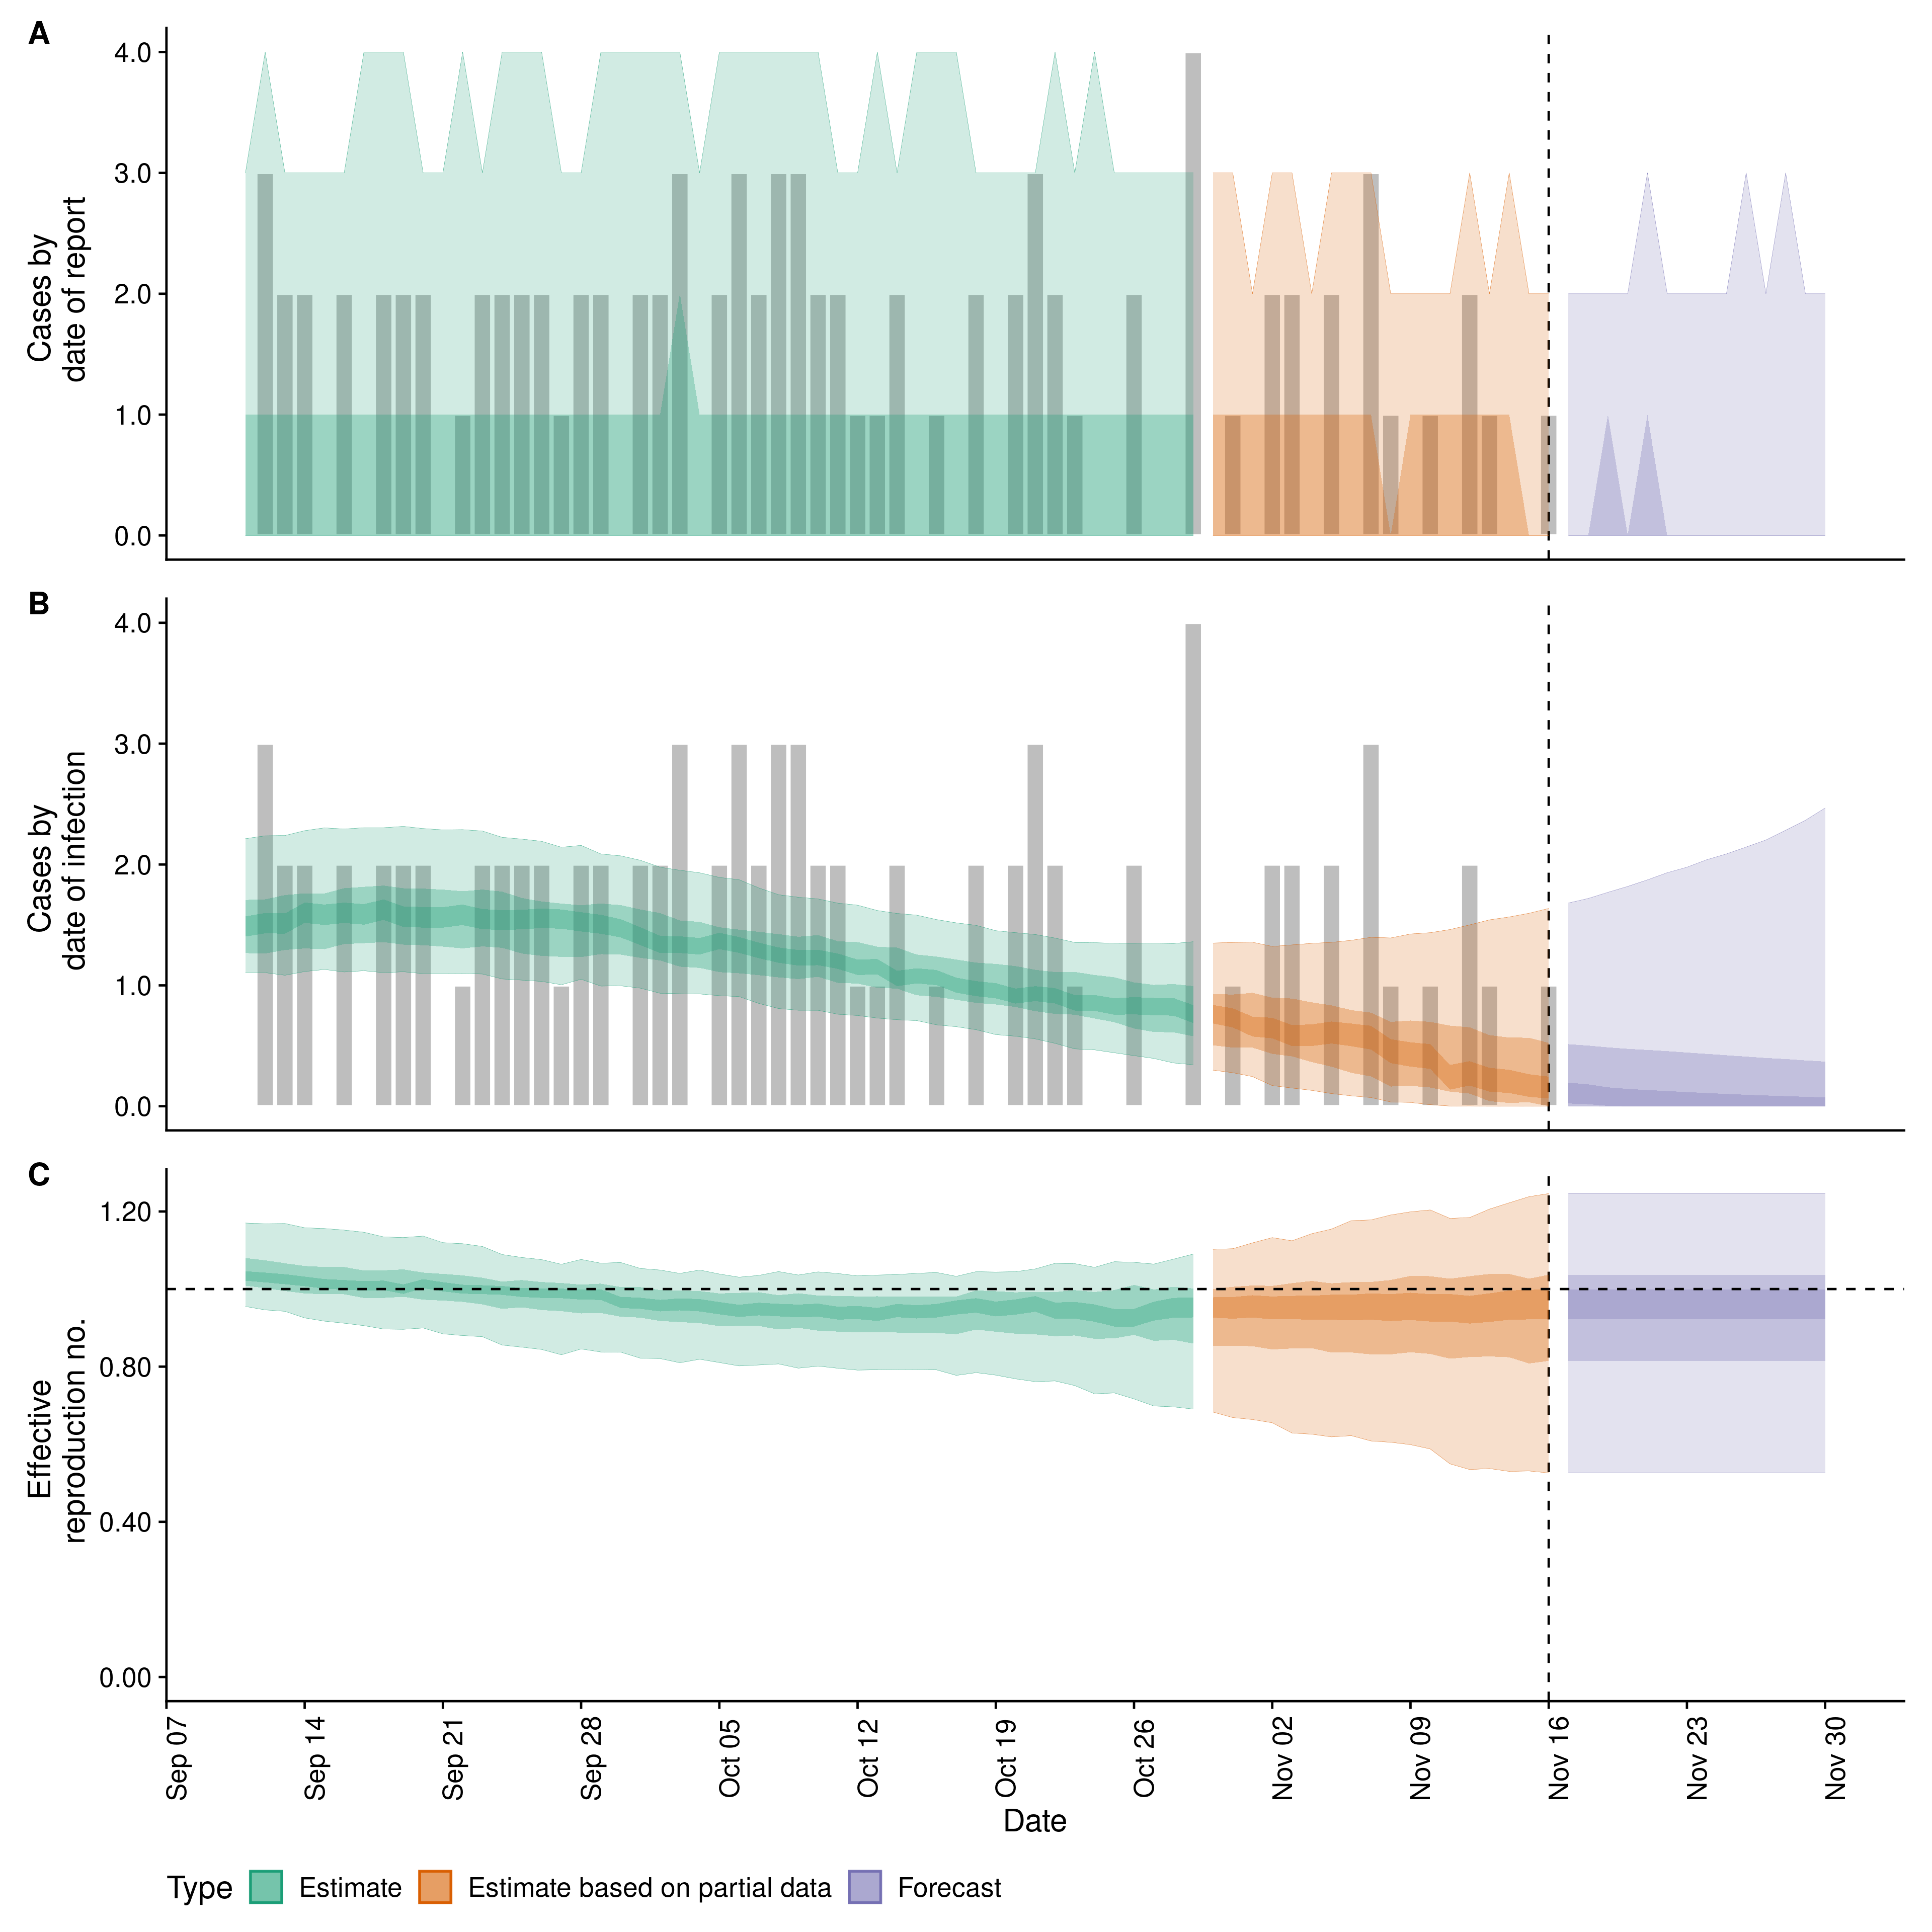 A
Cases by
date of report
4.0
3.0
2.0
1.0
0.0
B
Cases by
date of infection
4.0
3.0
2.0
1.0
0.0
C
Effective
reproduction no.
1.20
0.80
0.40
0.00
Sep 07
Sep 14
Sep 21
Sep 28
Oct 05
Oct 12
Oct 19
Oct 26
Nov 02
Nov 09
Nov 16
Nov 23
Nov 30
Date
Type Estimate Estimate based on partial data Forecast